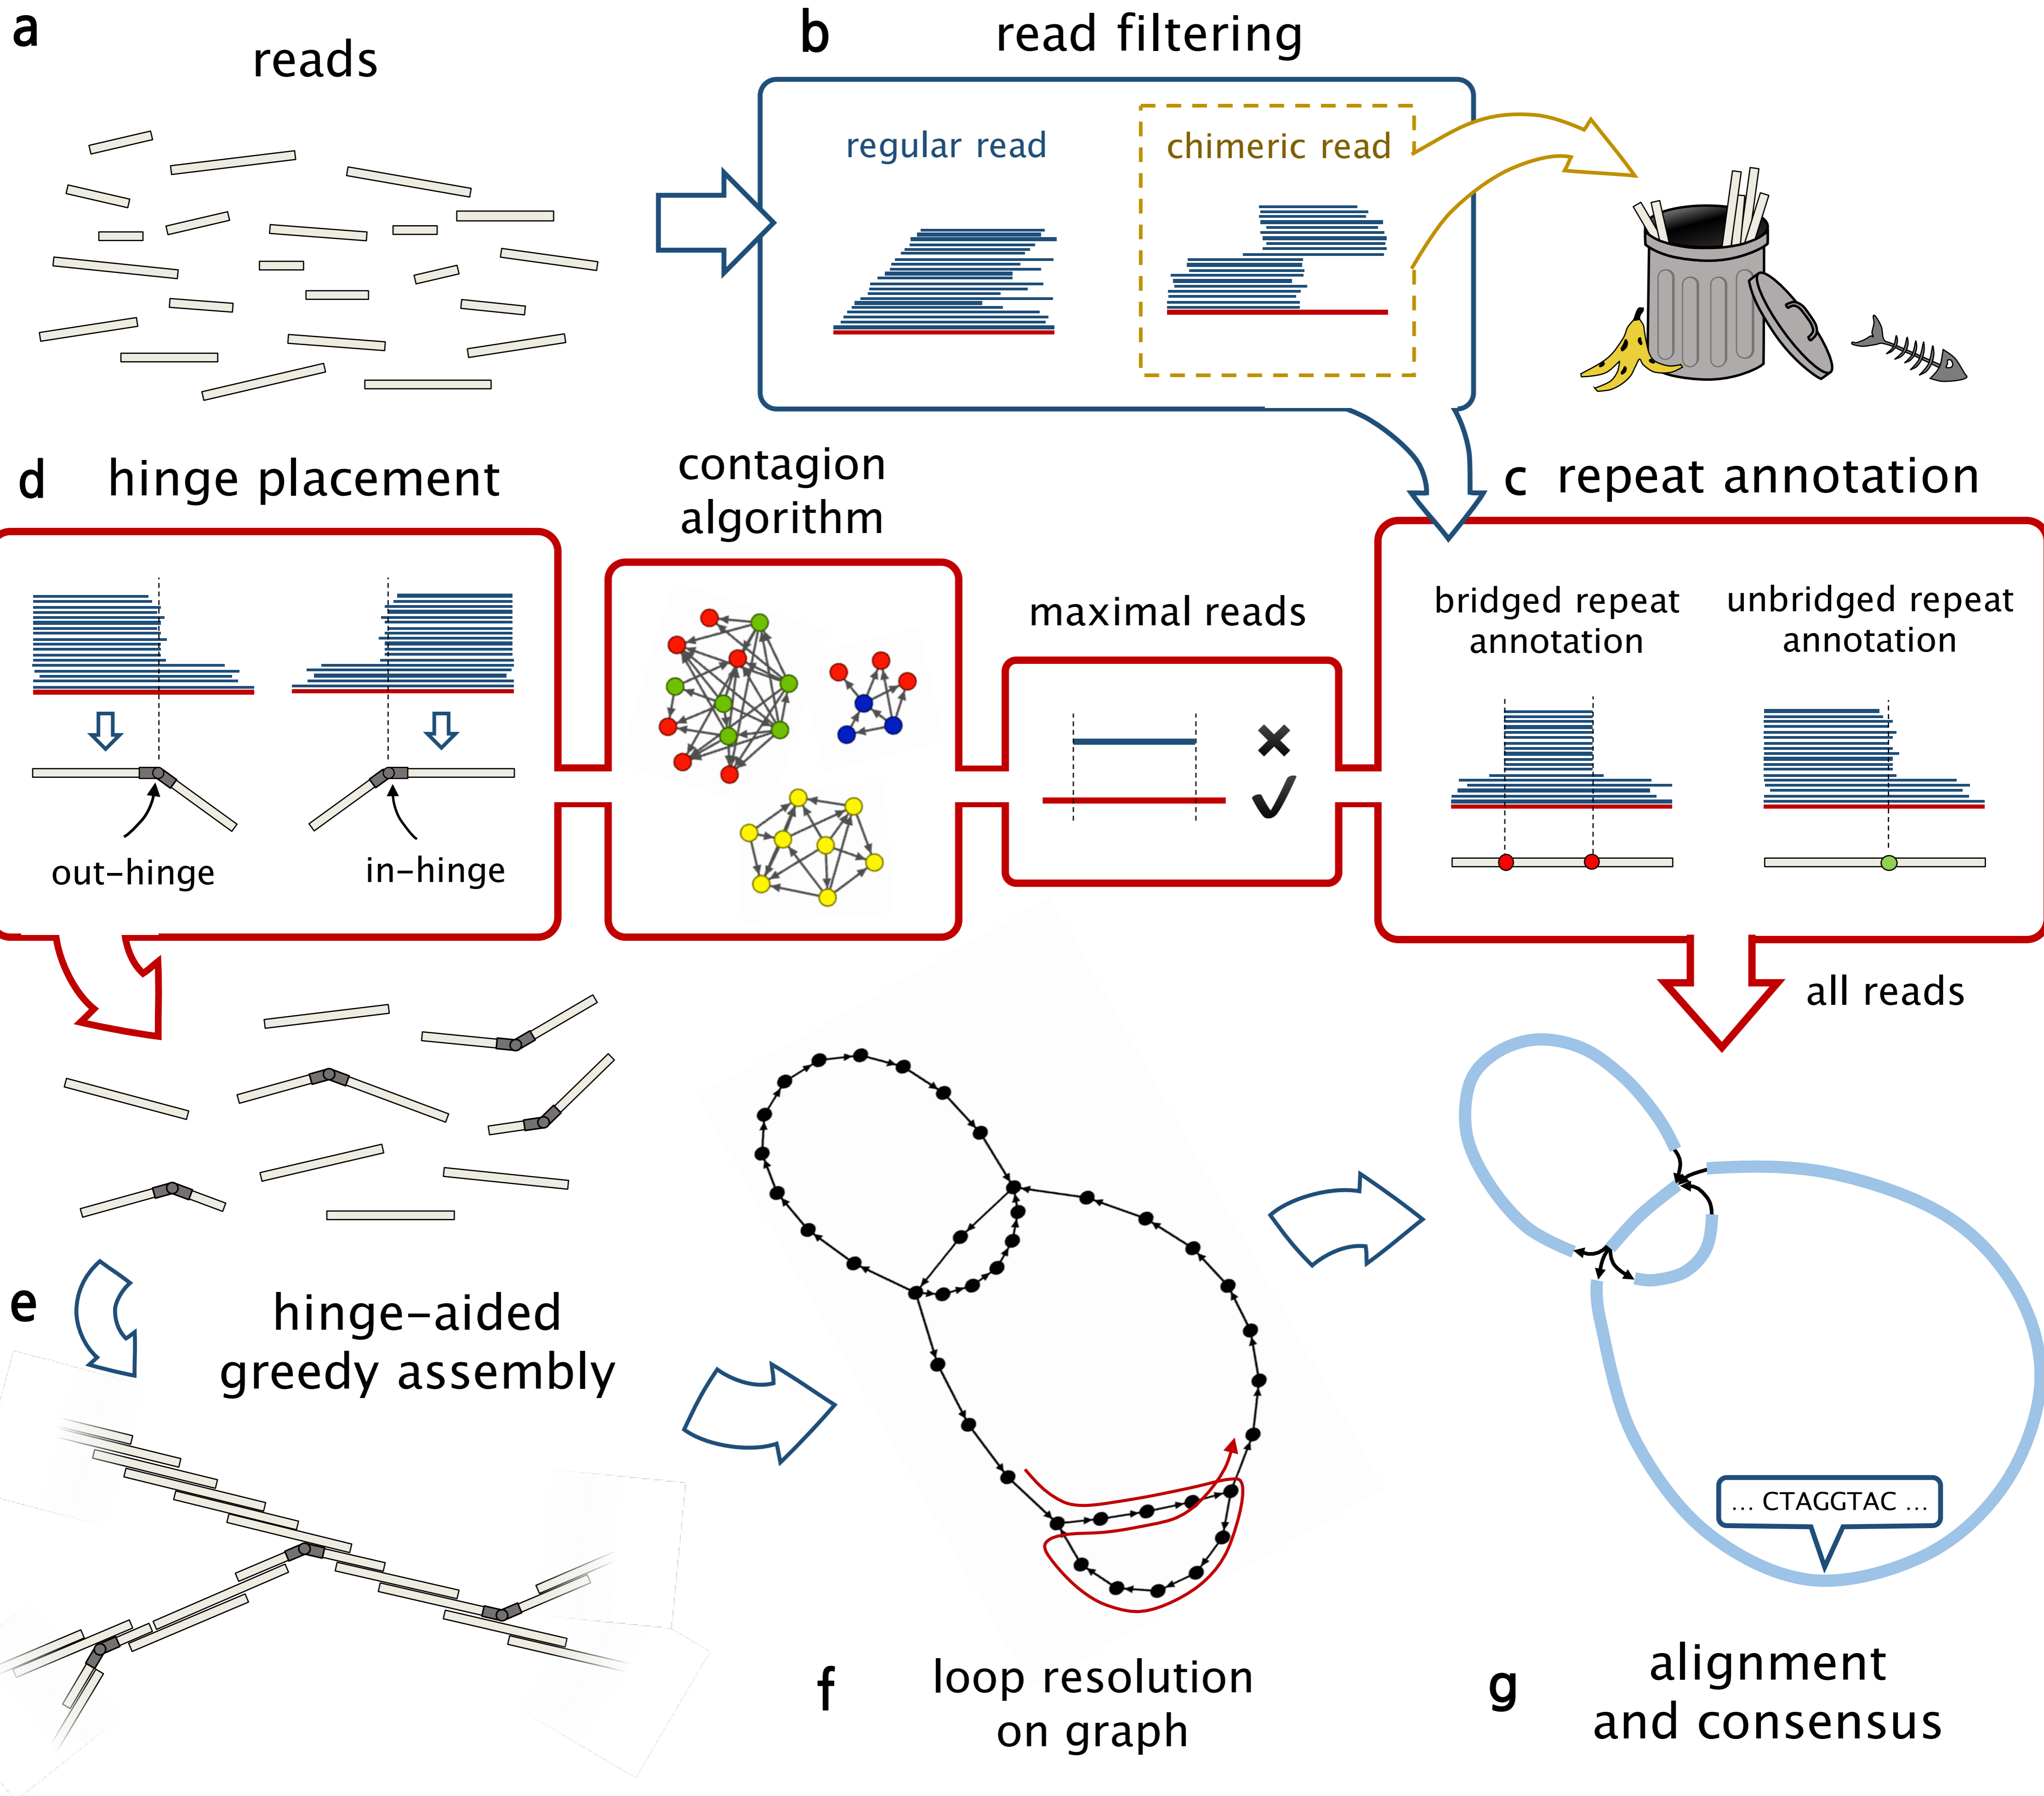 a
reads
b
read filtering
regular read
chimeric read
d
hinge placement
contagion
algorithm
maximal reads
c
repeat annotation
bridged repeat
annotation
unbridged repeat
annotation
out-hinge
in-hinge
all reads
e
hinge-aided
greedy assembly
... CTAGGTAC ...
f
loop resolution
on graph
g
alignment
and consensus